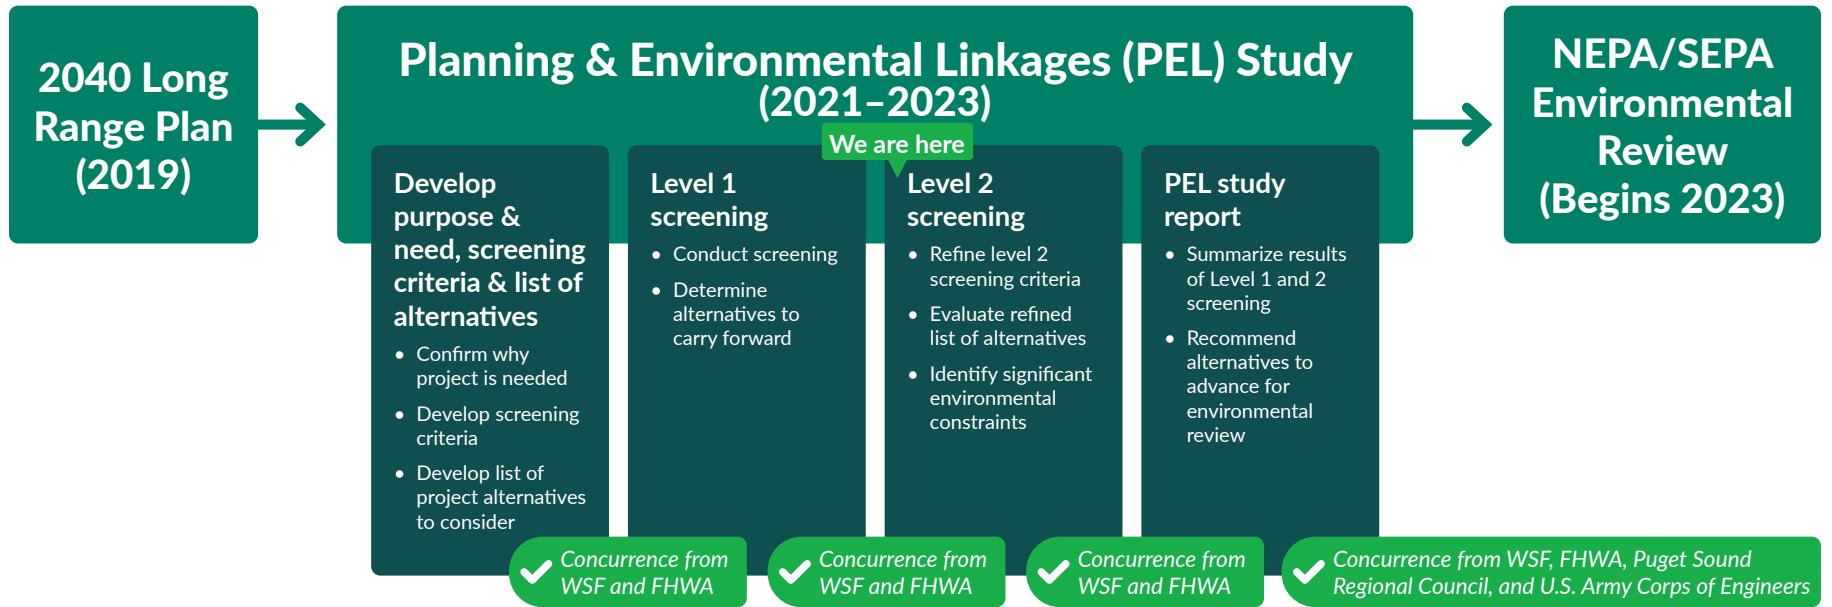 2040 Long
Range Plan
(2019)
Planning & Environmental Linkages (PEL) Study
(2021–2023)
We are here
Develop
purpose &
need, screening
criteria & list of
alternatives
• Confirm why
project is needed
• Develop screening
criteria
• Develop list of
project alternatives
to consider
Concurrence from
WSF and FHWA
Level 1
screening
• Conduct screening
• Determine
alternatives to
carry forward
Concurrence from
WSF and FHWA
Level 2
screening
• Refine level 2
screening criteria
• Evaluate refined
list of alternatives
• Identify significant
environmental
constraints
Concurrence from
WSF and FHWA
PEL study
report
• Summarize results
of Level 1 and 2
screening
• Recommend
alternatives to
advance for
environmental
review
Concurrence from WSF, FHWA, Puget Sound
Regional Council, and U.S. Army Corps of Engineers
NEPA/SEPA
Environmental
Review
(Begins 2023)